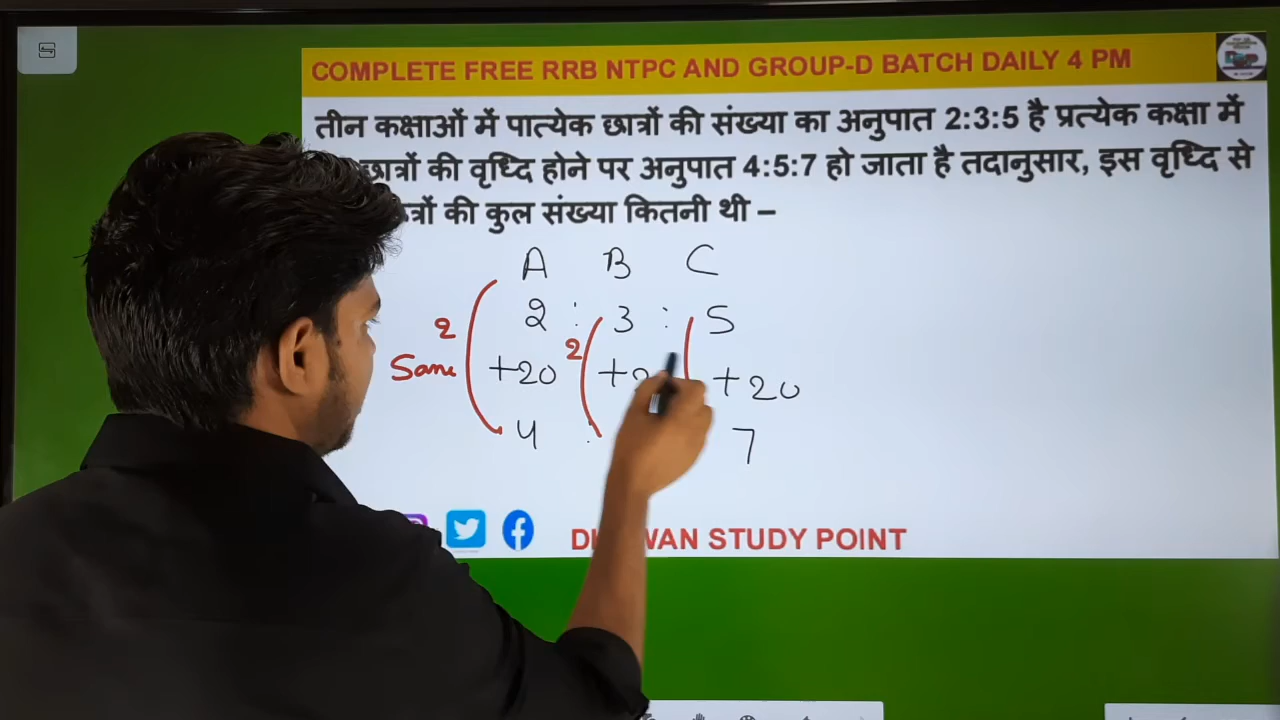 COMPLETE FREE RRB NTPC AND GROUP-D BATCH DAILY 4 PM
तीन कक्षाओं में पात्येक छात्रों की संख्या का अनुपात 2:3:5 है प्रत्येक कक्षा में
छात्रों की वृध्दि होने पर अनुपात 4:5:7 हो जाता है तदानुसार, इस वृध्दि से
की कुल संख्या कितनी थी –
A B C
2 : 3 : 5
2 2
Same +20 + +20
4 : 7
STUDY POINT